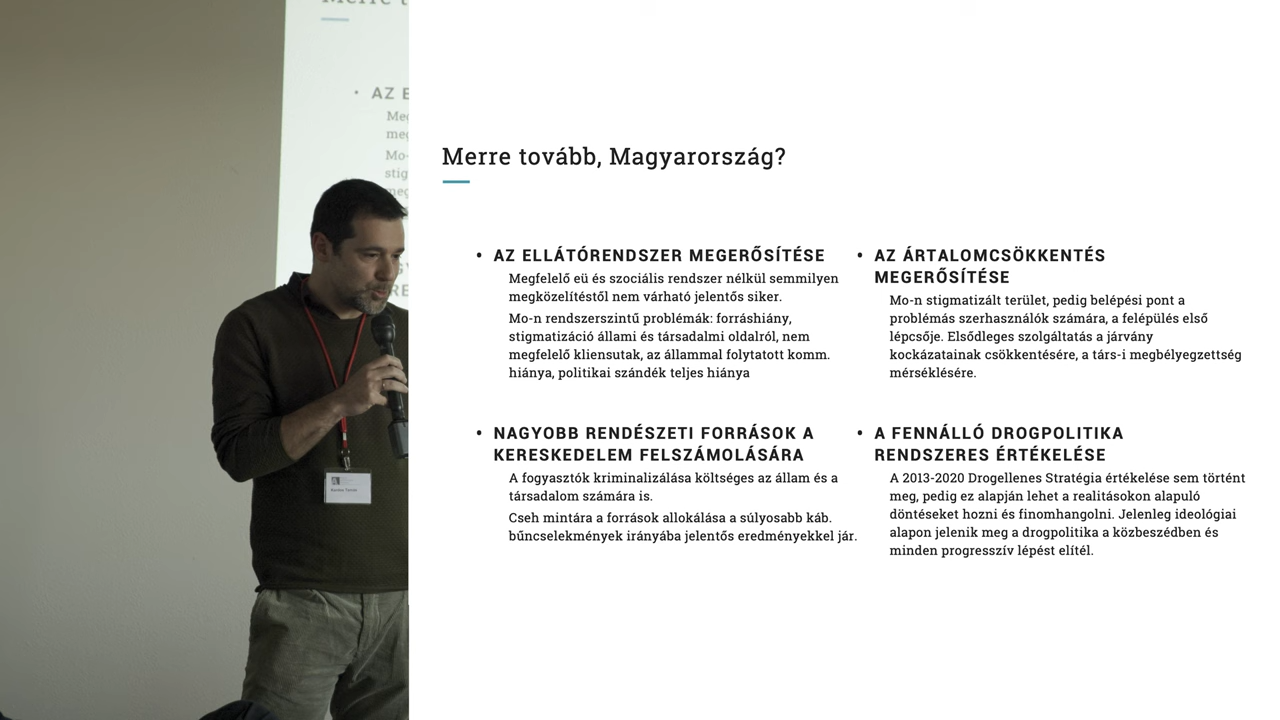 Merre t
AZ E
Meg
meg
Mo-
stig
meg
Merre tovább, Magyarország?
• AZ ELLÁTÓRENDSZER MEGERŐSÍTÉSE
Megfelelő eü és szociális rendszer nélkül semmilyen
megközelítéstől nem várható jelentős siker.
Mo-n rendszerszintű problémák: forráshiány,
stigmatizáció állami és társadalmi oldalról, nem
megfelelő kliensutak, az állammal folytatott komm.
hiánya, politikai szándék teljes hiánya
• NAGYOBB RENDÉSZETI FORRÁSOK A
KERESKEDELEM FELSZÁMOLÁSÁRA
A fogyasztók kriminalizálása költséges az állam és a
társadalom számára is.
Cseh mintára a források allokálása a súlyosabb káb.
bűncselekmények irányába jelentős eredményekkel jár.
• AZ ÁRTALOMCSÖKKENTÉS
MEGERŐSÍTÉSE
Mo-n stigmatizált terület, pedig belépési pont a
problémás szerhasználók számára, a felépülés első
lépcsője. Elsődleges szolgáltatás a járvány
kockázatainak csökkentésére, a társ-i megbélyegzettség
mérséklésére.
• A FENNÁLLÓ DROGPOLITIKA
RENDSZERES ÉRTÉKELÉSE
A 2013-2020 Drogellenes Stratégia értékelése sem történt
meg, pedig ez alapján lehet a realitásokon alapuló
döntéseket hozni és finomhangolni. Jelenleg ideológiai
alapon jelenik meg a drogpolitika a közbeszédben és
minden progresszív lépést elítél.